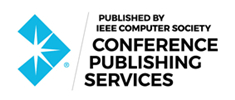 PUBLISHED BY
IEEE COMPUTER SOCIETY
CONFERENCE
PUBLISHING
SERVICES
®